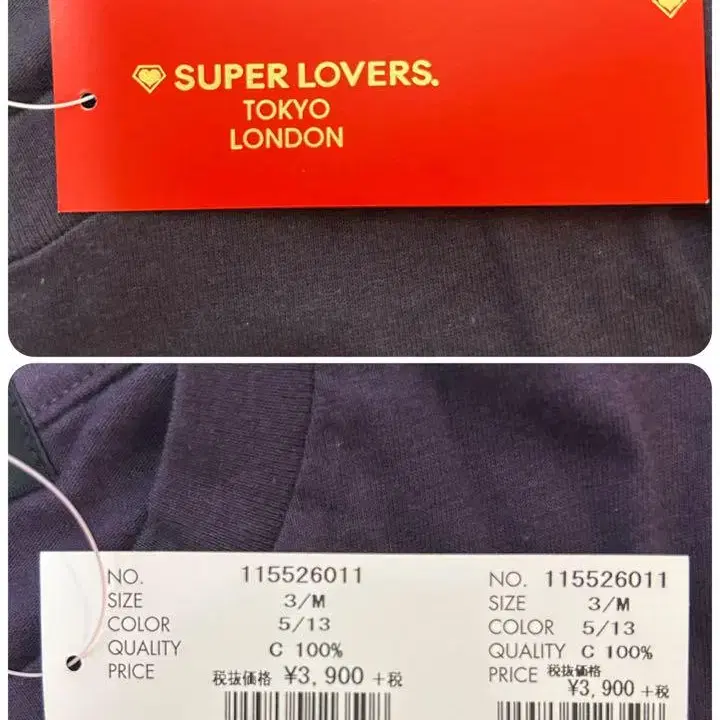 SUPER LOVERS.
TOKYO
LONDON
NO. 115526011
SIZE 3/M
COLOR 5/13
QUALITY C 100%
PRICE 税抜価格 ¥3,900 +税
NO. 115526011
SIZE 3/M
COLOR 5/13
QUALITY C 100%
PRICE 税抜価格
¥3,900 +税